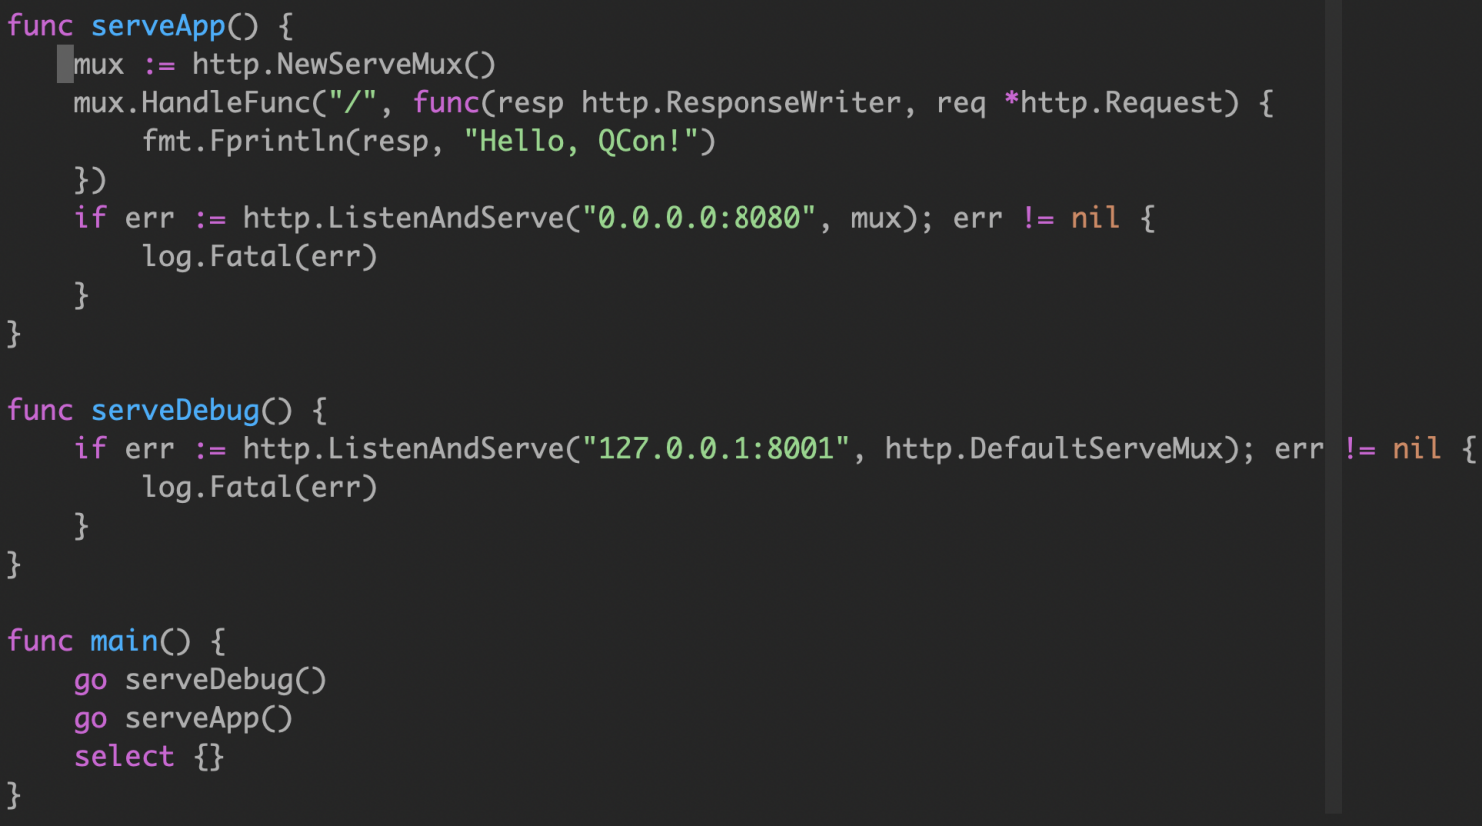 func serveApp() {
    mux := http.NewServeMux()
    mux.HandleFunc("/", func(resp http.ResponseWriter, req *http.Request) {
        fmt.Fprintln(resp, "Hello, QCon!")
    })
    if err := http.ListenAndServe("0.0.0.0:8080", mux); err != nil {
        log.Fatal(err)
    }
}

func serveDebug() {
    if err := http.ListenAndServe("127.0.0.1:8001", http.DefaultServeMux); err != nil {
        log.Fatal(err)
    }
}

func main() {
    go serveDebug()
    go serveApp()
    select {}
}